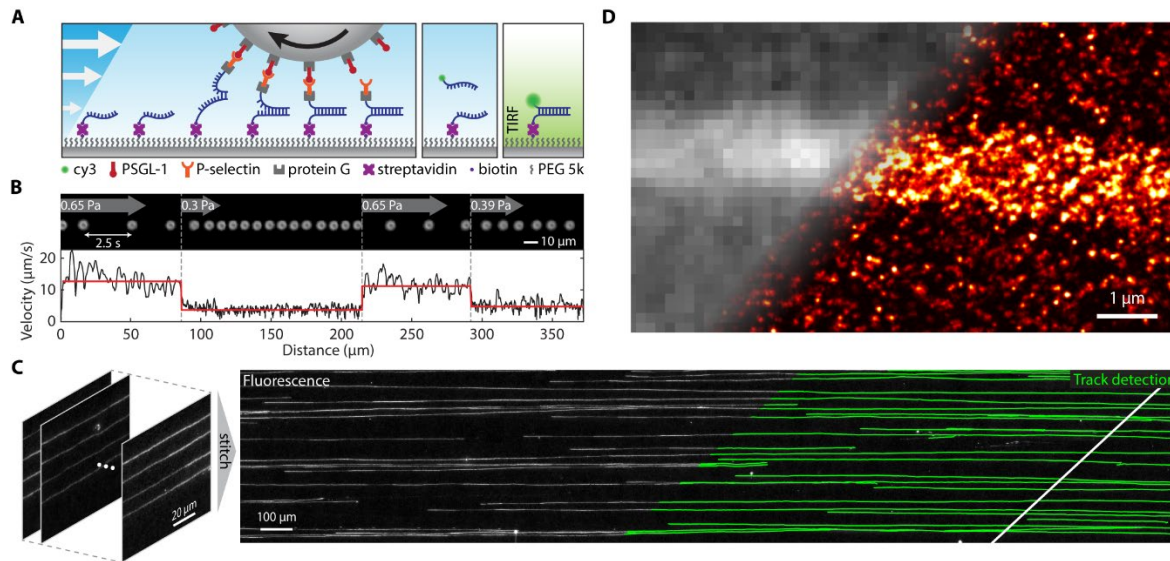 A
TIRF
cy3 PSGL-1 P-selectin protein G streptavidin biotin PEG 5k
B
0.65 Pa 0.3 Pa 0.65 Pa 0.39 Pa
2.5 s
10 µm
Velocity (µm/s)
20
10
0
0 50 100 150 200 250 300 350
Distance (µm)
C
20 µm
stitch
Fluorescence
Track detection
100 µm
D
1 µm